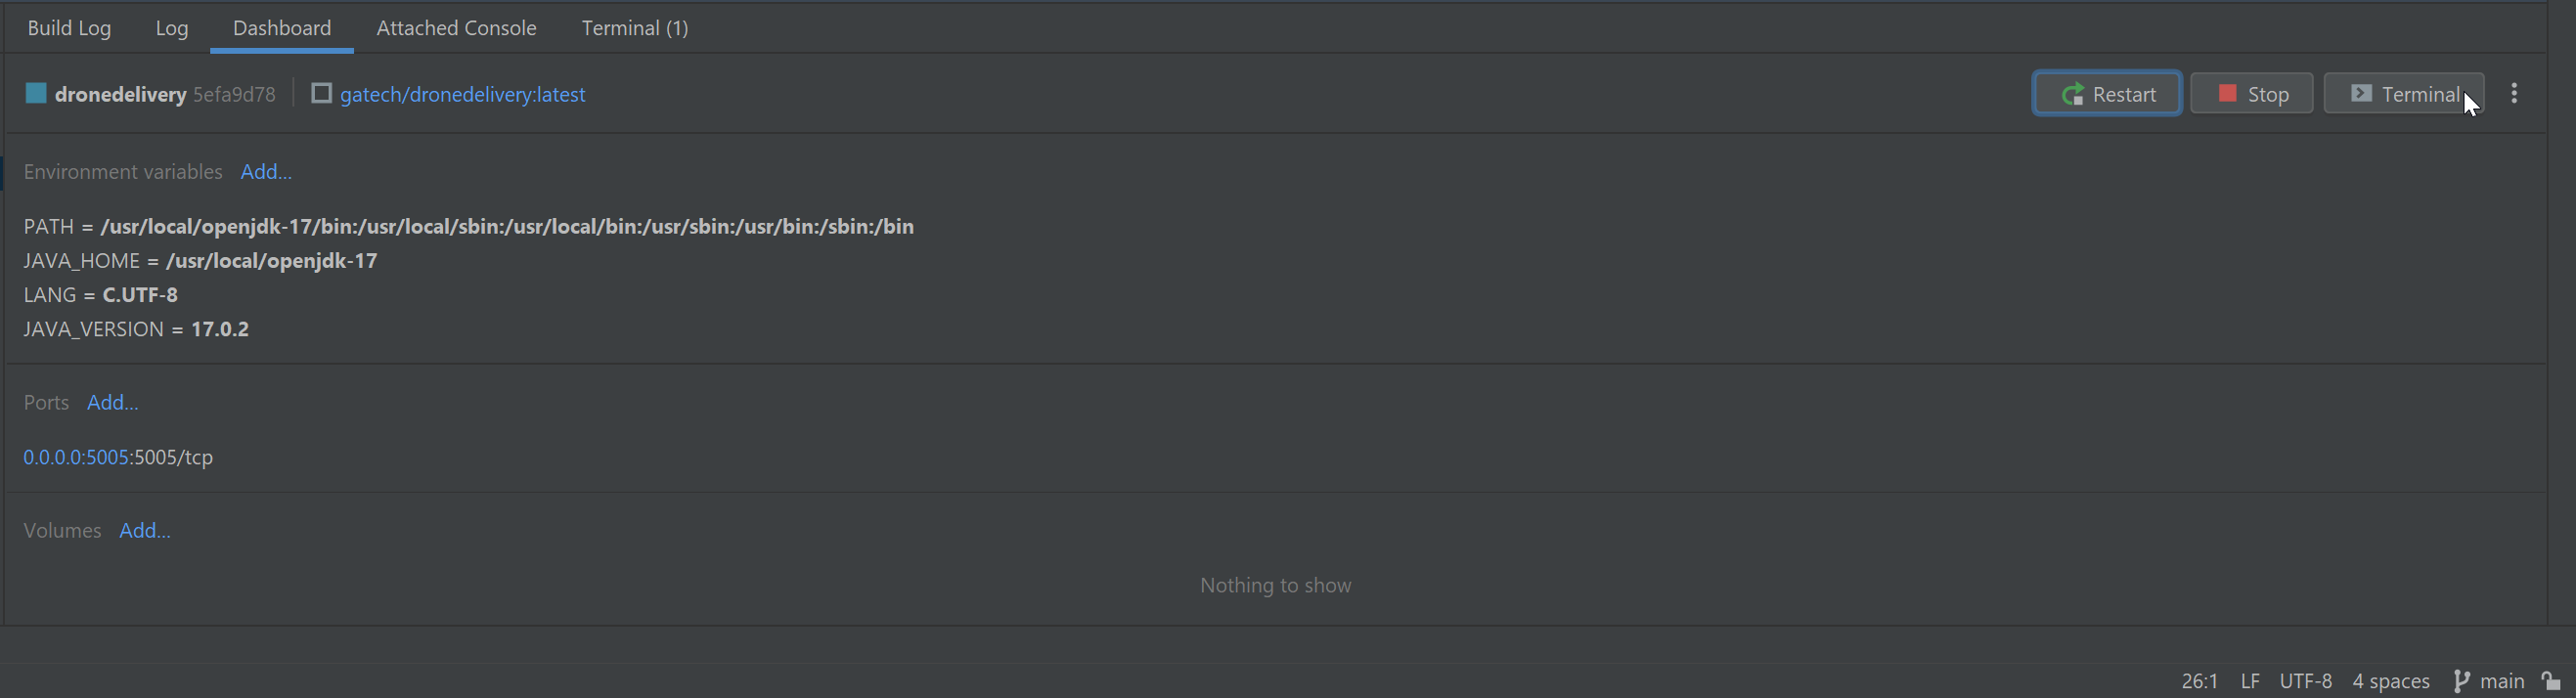 Build Log Log Dashboard Attached Console Terminal (1)
dronedelivery 5efa9d78 gatech/dronedelivery:latest Restart Stop Terminal
Environment variables Add...
PATH = /usr/local/openjdk-17/bin:/usr/local/sbin:/usr/local/bin:/usr/sbin:/usr/bin:/sbin:/bin
JAVA_HOME = /usr/local/openjdk-17
LANG = C.UTF-8
JAVA_VERSION = 17.0.2
Ports Add...
0.0.0.0:5005:5005/tcp
Volumes Add...
Nothing to show
26:1 LF UTF-8 4 spaces main